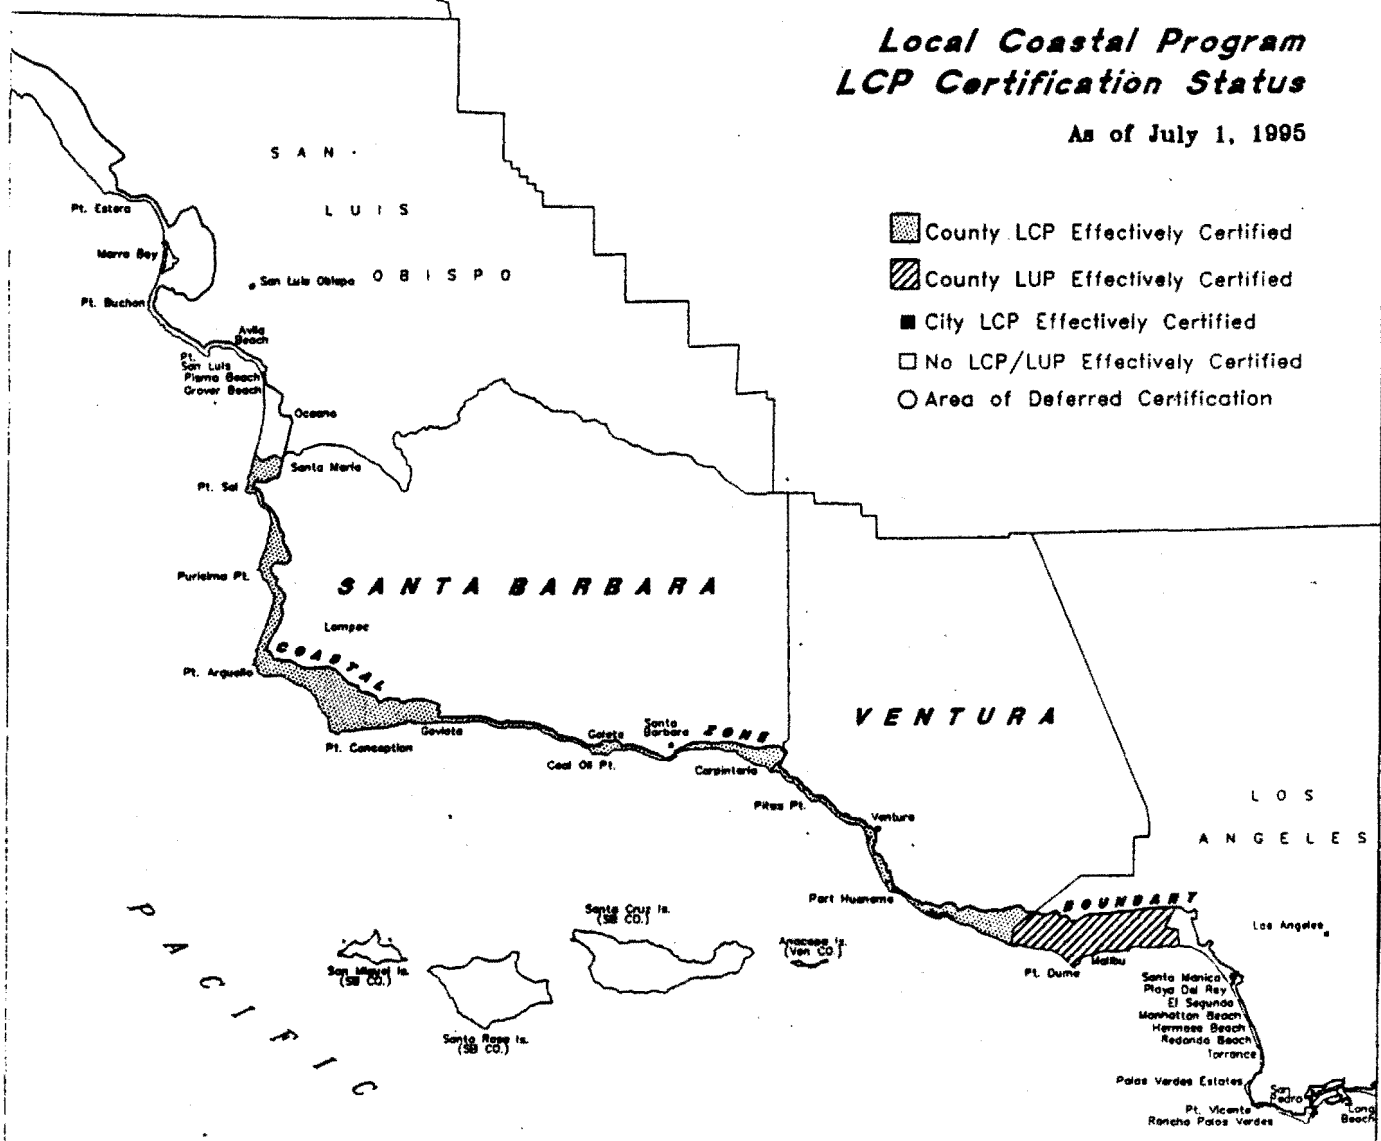 Local Coastal Program
LCP Certification Status
As of July 1, 1995
County LCP Effectively Certified
County LUP Effectively Certified
City LCP Effectively Certified
No LCP/LUP Effectively Certified
Area of Deferred Certification
SAN
LUIS
OBISPO
Pt. Estero
Morro Bay
San Luis Obispo
Pt. Buchon
Avila
Beach
Pt.
San Luis
Pismo Beach
Grover Beach
Oceano
Santa Maria
Pt. Sal
Purisima Pt.
SANTA BARBARA
Lompoc
COASTAL
Pt. Arguello
Pt. Conception
Gaviota
Goleta
Coal Oil Pt.
Santa
Barbara
ZONE
Carpinteria
VENTURA
Pitas Pt.
Ventura
Port Hueneme
LOS
ANGELES
BOUNDARY
Los Angeles
Pt. Dume
Malibu
Santa Monica
Playa Del Rey
El Segundo
Manhattan Beach
Hermosa Beach
Redondo Beach
Torrance
Palos Verdes Estates
San
Pedro
Pt. Vicente
Rancho Palos Verdes
Long
Beach
Santa Cruz Is.
(SB CO.)
Anacapa Is.
(Ven CO.)
San Miguel Is.
(SB CO.)
Santa Rosa Is.
(SB CO.)
PACIFIC